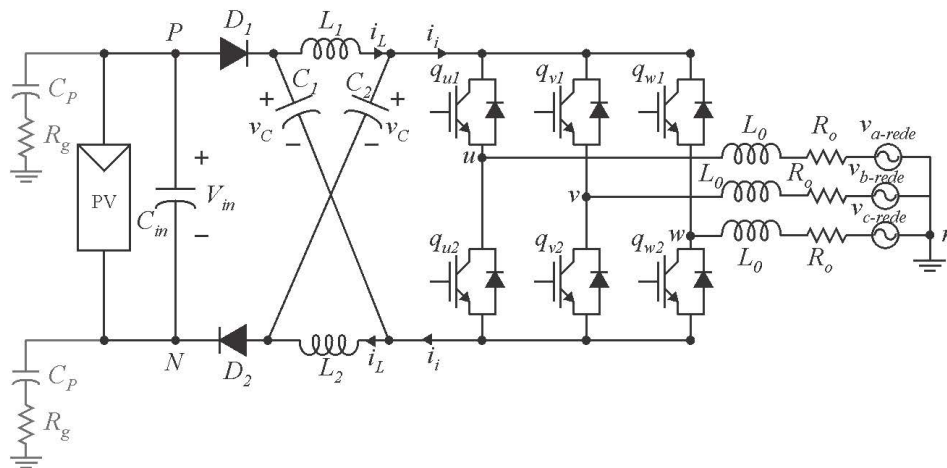 P
D1
L1
iL
ii
qu1
qv1
qw1
CP
Rg
C1
C2
+
+
vC
vC
−
−
PV
+
Vin
Cin
−
L0
Ro
va-rede
u
L0
Ro
vb-rede
v
vc-rede
w
n
L0
Ro
qu2
qv2
qw2
N
D2
L2
iL
ii
CP
Rg